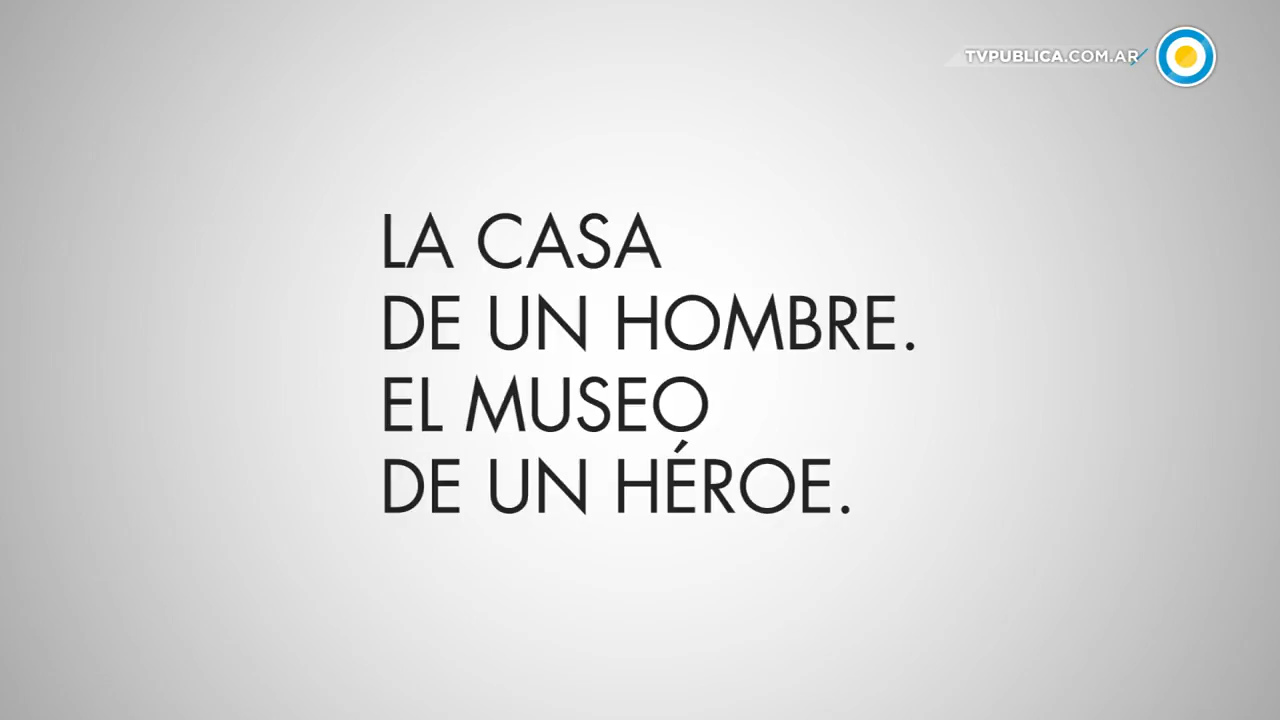 TVPUBLICA.COM.AR
LA CASA
DE UN HOMBRE.
EL MUSEO
DE UN HÉROE.